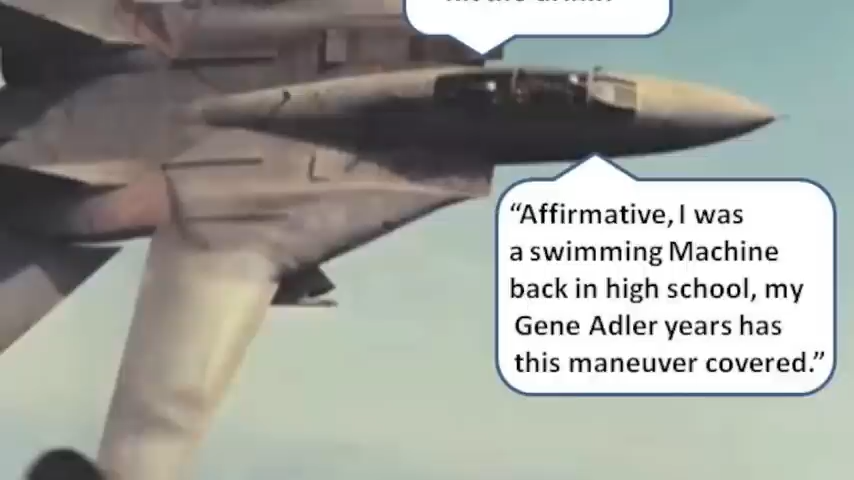 “Affirmative, I was
a swimming Machine
back in high school, my
Gene Adler years has
this maneuver covered.”